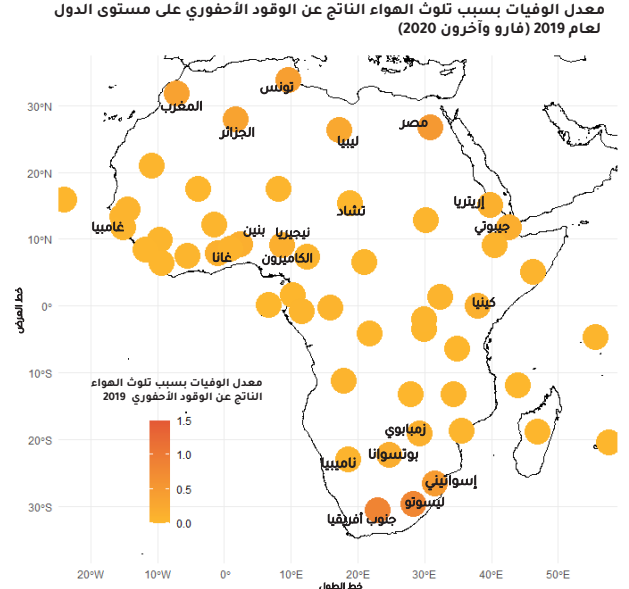 معدل الوفيات بسبب تلوث الهواء الناتج عن الوقود الأحفوري على مستوى الدول
لعام 2019 (فارو وآخرون 2020)
30°N
20°N
10°N
0°
10°S
20°S
30°S
خط العرض
تونس
المغرب
الجزائر
ليبيا
مصر
تشاد
إريتريا
جيبوتي
غامبيا
بنين
نيجيريا
غانا
الكاميرون
كينيا
زمبابوي
بوتسوانا
ناميبيا
إسواتيني
ليسوتو
جنوب أفريقيا
معدل الوفيات بسبب تلوث الهواء
الناتج عن الوقود الأحفوري 2019
1.5
1.0
0.5
0.0
20°W
10°W
0°
10°E
20°E
30°E
40°E
50°E
خط الطول